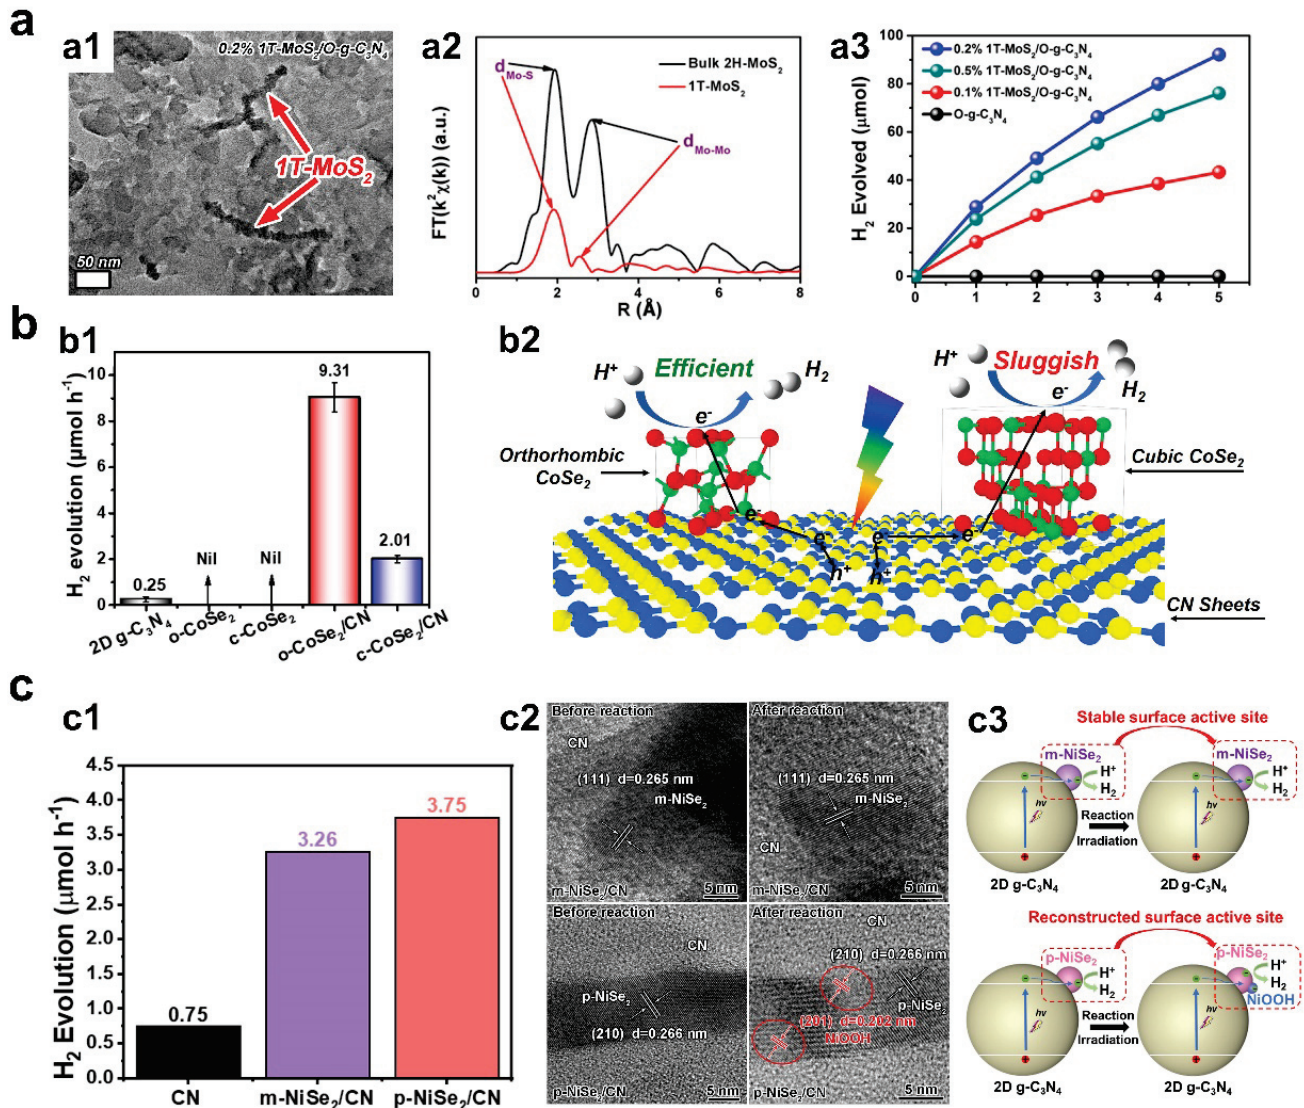 a
a1
0.2% 1T-MoS2/O-g-C3N4
1T-MoS2
50 nm
a2
FT(k²χ(k)) (a.u.)
Bulk 2H-MoS2
1T-MoS2
dMo-S
dMo-Mo
0 2 4 6 8
R (Å)
a3
H2 Evolved (μmol)
100
80
60
40
20
0
0.2% 1T-MoS2/O-g-C3N4
0.5% 1T-MoS2/O-g-C3N4
0.1% 1T-MoS2/O-g-C3N4
O-g-C3N4
0 1 2 3 4 5
b
b1
H2 evolution (μmol h⁻¹)
10
8
6
4
2
0
0.25
Nil
Nil
9.31
2.01
2D g-C3N4
o-CoSe2
c-CoSe2
o-CoSe2/CN
c-CoSe2/CN
b2
H+
Efficient
H2
e-
H+
Sluggish
H2
e-
Orthorhombic
CoSe2
Cubic CoSe2
e-
e-
e-
e-
h+
h+
CN Sheets
c
c1
H2 Evolution (μmol h⁻¹)
4.5
4.0
3.5
3.0
2.5
2.0
1.5
1.0
0.5
0.0
0.75
3.26
3.75
CN
m-NiSe2/CN
p-NiSe2/CN
c2
Before reaction
CN
(111) d=0.265 nm
m-NiSe2
m-NiSe2/CN
5 nm
After reaction
(111) d=0.265 nm
m-NiSe2
CN
m-NiSe2/CN
5 nm
Before reaction
CN
p-NiSe2
(210) d=0.266 nm
p-NiSe2/CN
5 nm
After reaction
CN
(210) d=0.266 nm
p-NiSe2
(201) d=0.202 nm
NiOOH
p-NiSe2/CN
5 nm
c3
Stable surface active site
m-NiSe2
H+
H2
hv
Reaction
Irradiation
m-NiSe2
H+
H2
hv
2D g-C3N4
2D g-C3N4
Reconstructed surface active site
p-NiSe2
H+
H2
hv
Reaction
Irradiation
p-NiSe2
H+
H2
NiOOH
hv
2D g-C3N4
2D g-C3N4